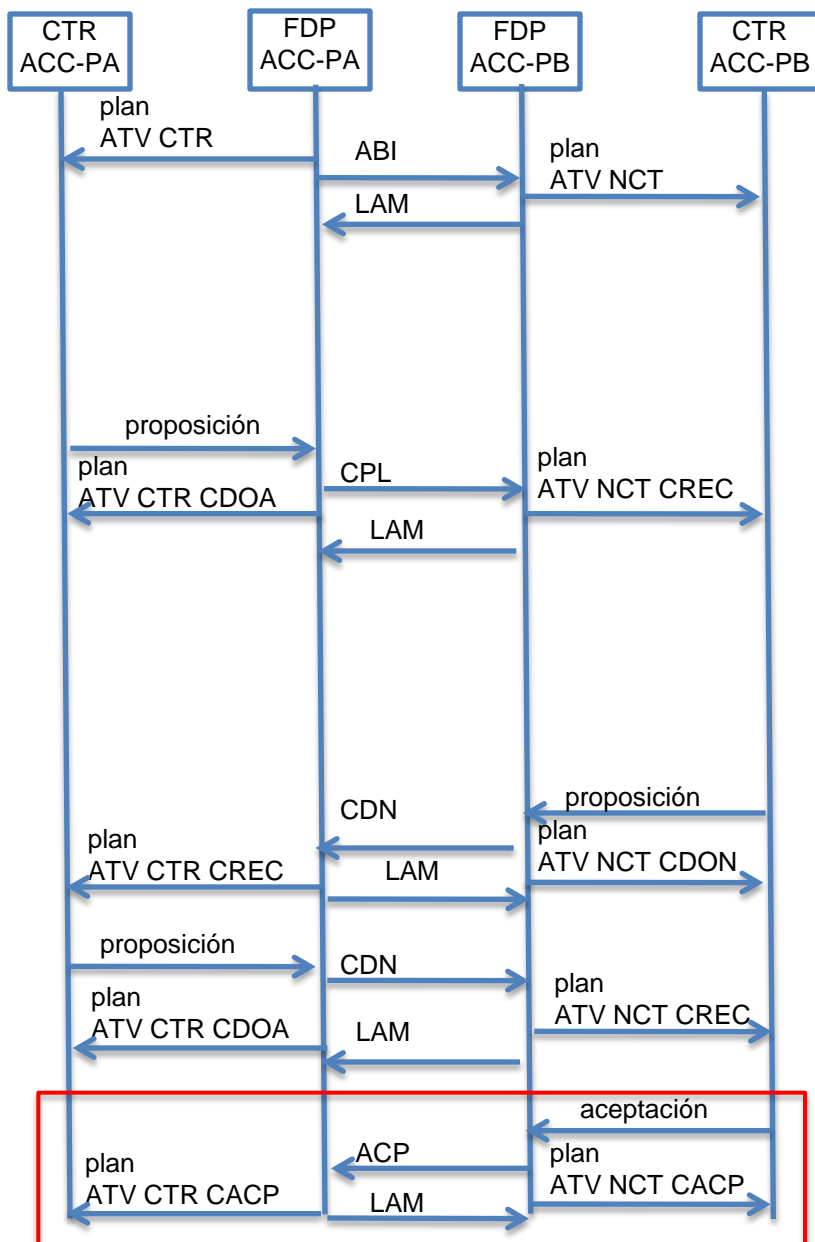 CTR
ACC-PA
FDP
ACC-PA
FDP
ACC-PB
CTR
ACC-PB
plan
ATV CTR
ABI
plan
ATV NCT
LAM
proposición
plan
ATV CTR CDOA
CPL
plan
ATV NCT CREC
LAM
proposición
CDN
plan
ATV NCT CDON
plan
ATV CTR CREC
LAM
proposición
CDN
plan
ATV NCT CREC
plan
ATV CTR CDOA
LAM
aceptación
ACP
plan
ATV NCT CACP
plan
ATV CTR CACP
LAM